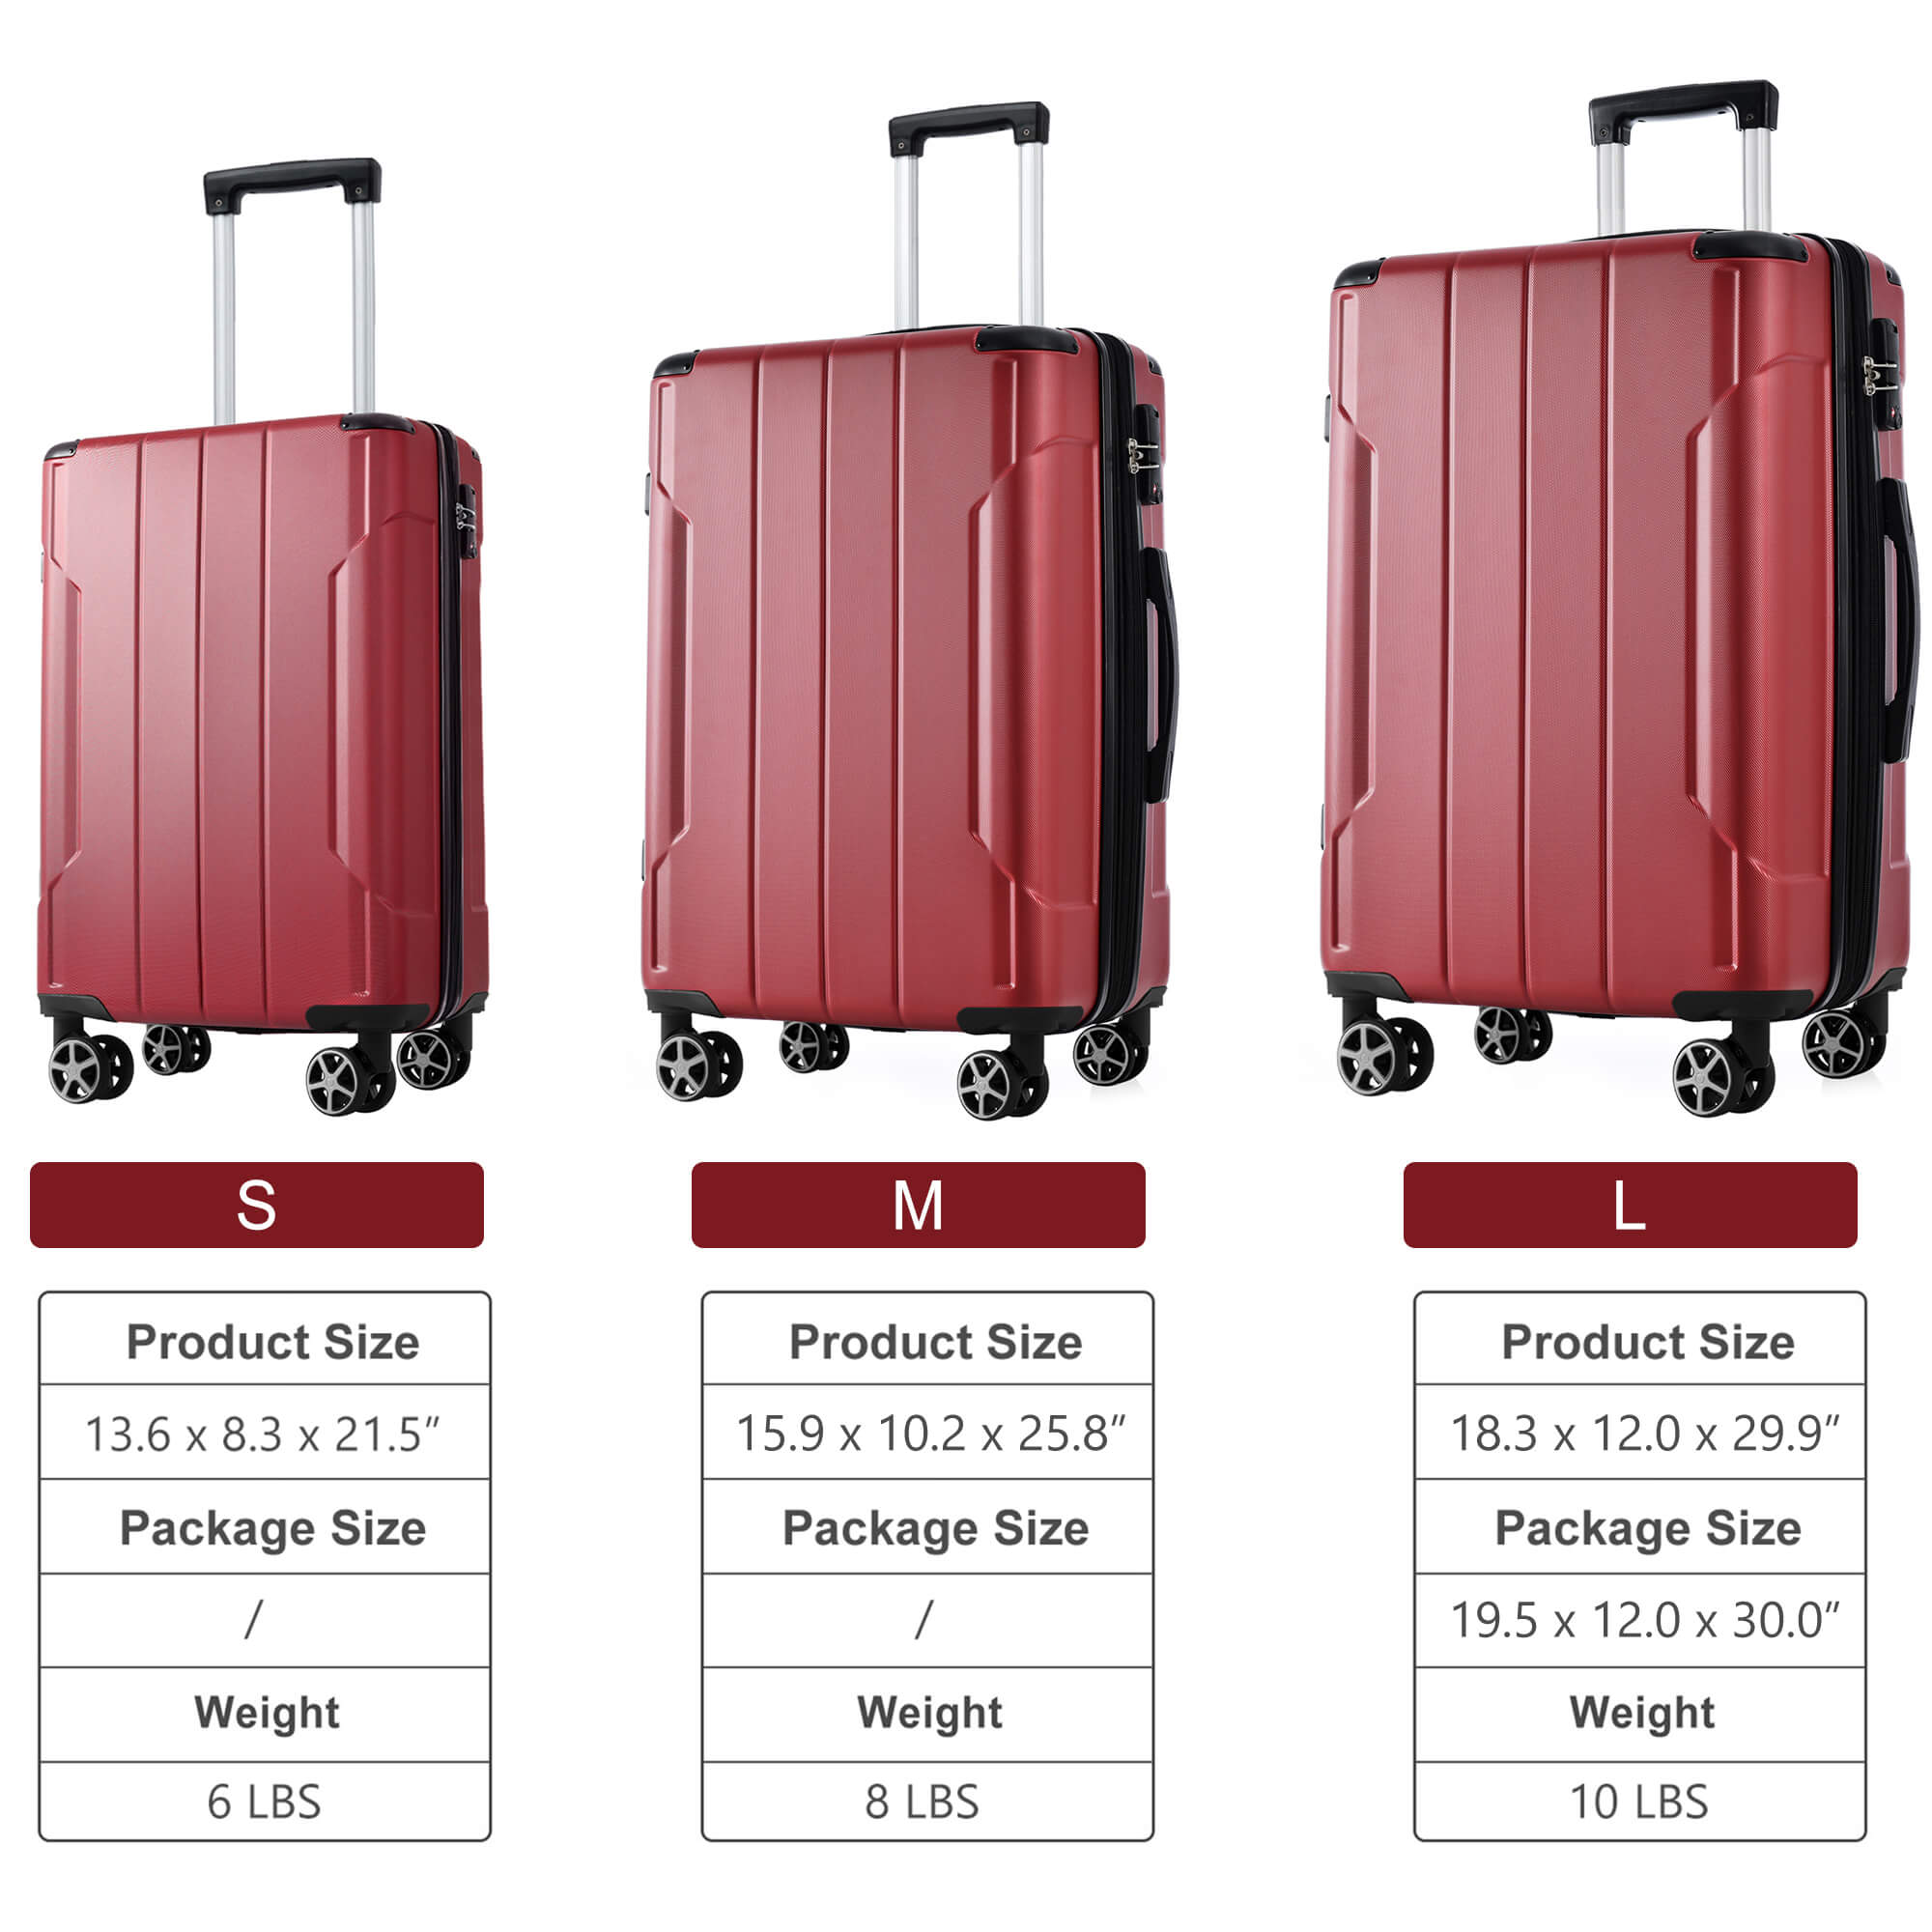 S
M
L
Product Size
13.6 x 8.3 x 21.5″
Package Size
/
Weight
6 LBS
Product Size
15.9 x 10.2 x 25.8″
Package Size
/
Weight
8 LBS
Product Size
18.3 x 12.0 x 29.9″
Package Size
19.5 x 12.0 x 30.0″
Weight
10 LBS